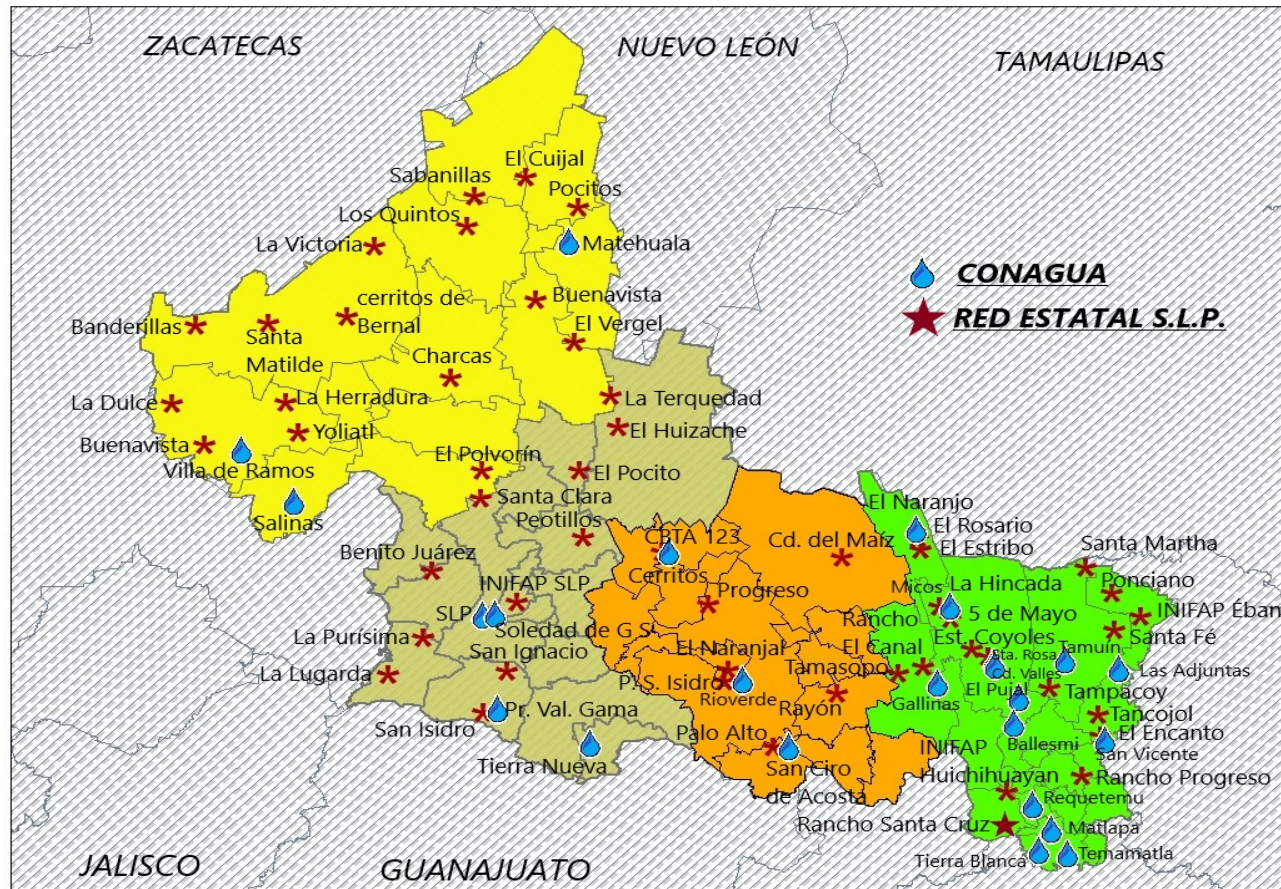 ZACATECAS
NUEVO LEÓN
TAMAULIPAS
El Cuijal
Sabanillas
Pocitos
Los Quintos
La Victoria
Matehuala
CONAGUA
cerritos de
Bernal
Buenavista
RED ESTATAL S.L.P.
Banderillas
Santa
Matilde
El Vergel
Charcas
La Dulce
La Herradura
La Terquedad
Buenavista
Yoliatl
El Huizache
Villa de Ramos
El Polvorín
El Pocito
Salinas
Santa Clara
Peotillos
El Naranjo
El Rosario
El Estribo
CBTA 123
Cd. del Maíz
Santa Martha
Benito Juárez
Cerritos
Micos
La Hincada
Ponciano
INIFAP SLP
Progreso
Rancho
5 de Mayo
INIFAP Éban
SLP
Soledad de G S
Est. Coyoles
Santa Fé
La Purísima
San Ignacio
El Naranjal
El Canal
Sta. Rosa
Tamuín
La Lugarda
Tamasopo
Cd. Valles
Las Adjuntas
P. S. Isidro
Rioverde
Rayón
Gallinas
El Pujal
Tampacoy
San Isidro
Pr. Val. Gama
Palo Alto
Tancojol
Tierra Nueva
San Ciro
de Acosta
INIFAP
Huichihuayan
Ballesmi
El Encanto
San Vicente
Rancho Progreso
Requetemu
Rancho Santa Cruz
Matlapa
Tierra Blanca
Temamatla
JALISCO
GUANAJUATO